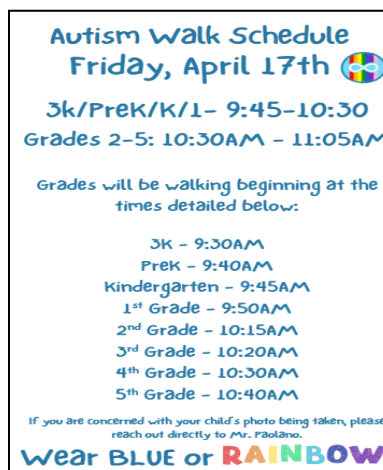 Autism Walk Schedule
Friday, April 17th
3k/PreK/K/1- 9:45-10:30
Grades 2-5: 10:30AM - 11:05AM
Grades will be walking beginning at the
times detailed below:
3K - 9:30AM
PreK - 9:40AM
Kindergarten - 9:45AM
1st Grade - 9:50AM
2nd Grade - 10:15AM
3rd Grade - 10:20AM
4th Grade - 10:30AM
5th Grade - 10:40AM
If you are concerned with your child's photo being taken, please
reach out directly to Mr. Paolano.
Wear BLUE or RAINBOW